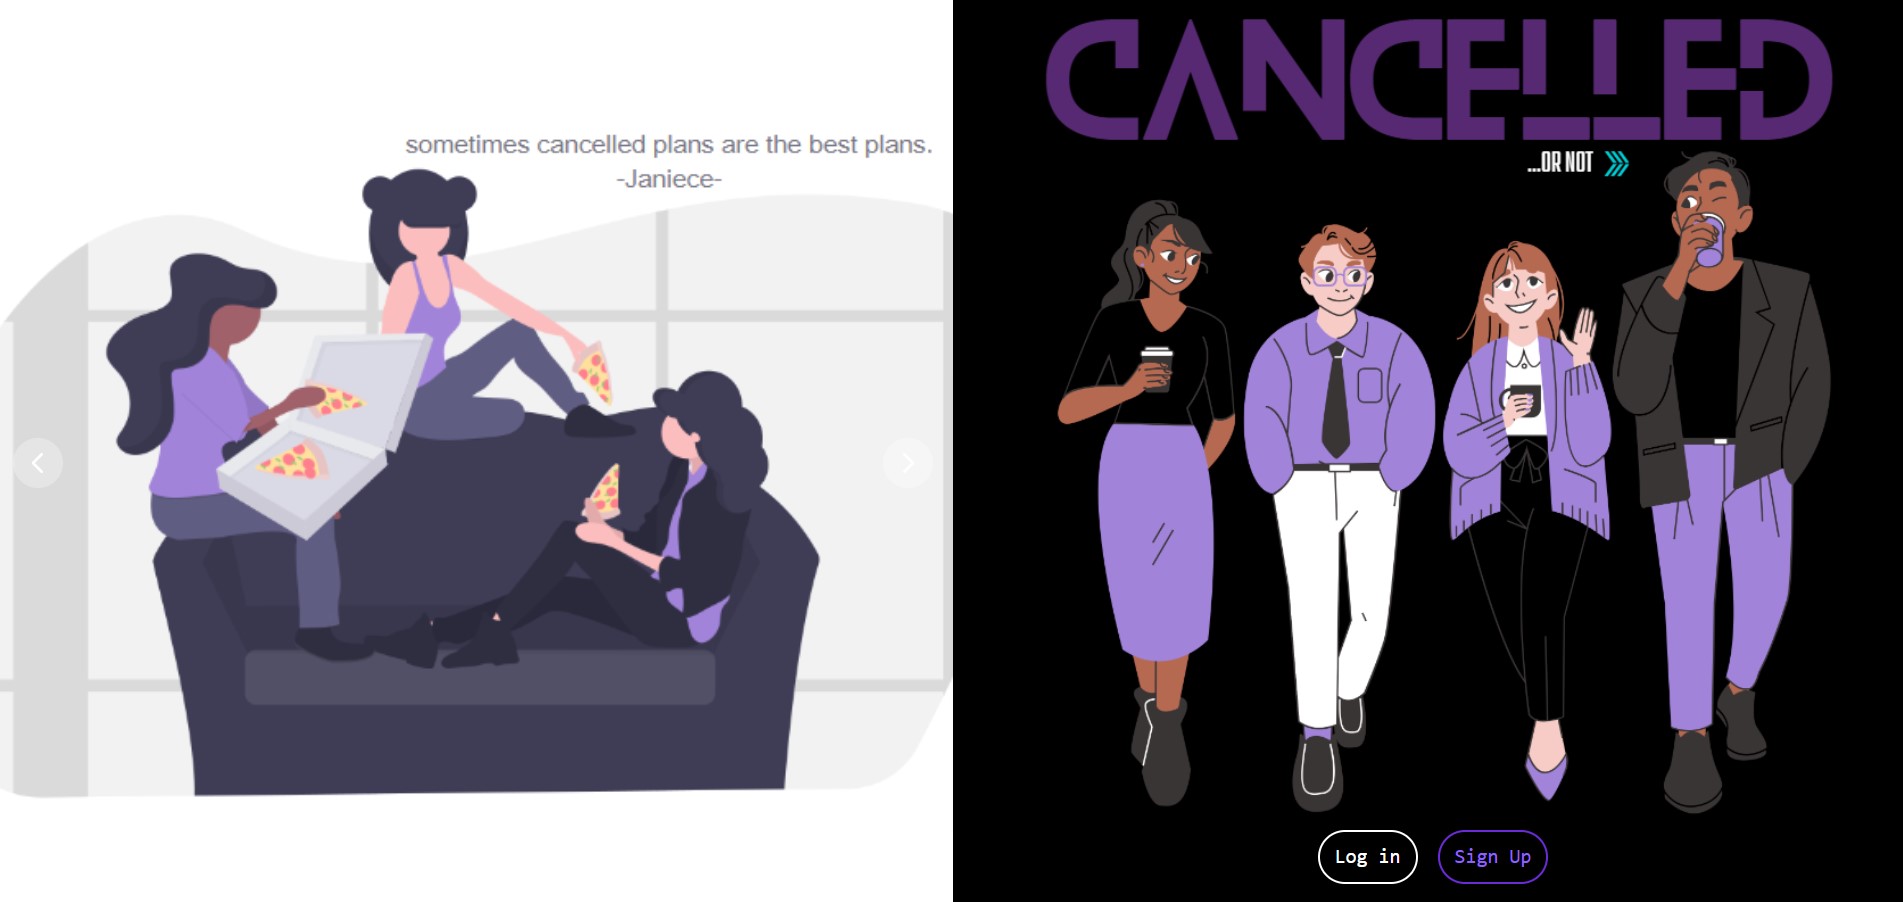 sometimes cancelled plans are the best plans.
-Janiece-
CANCELLED
...OR NOT
Log in
Sign Up